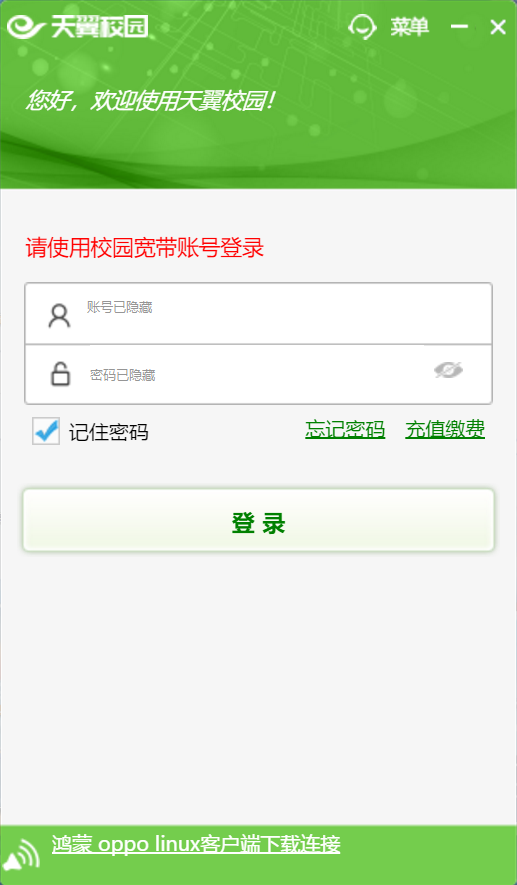 天翼校园
菜单
您好，欢迎使用天翼校园！
请使用校园宽带账号登录
账号已隐藏
密码已隐藏
记住密码
忘记密码
充值缴费
登 录
鸿蒙 oppo linux客户端下载连接